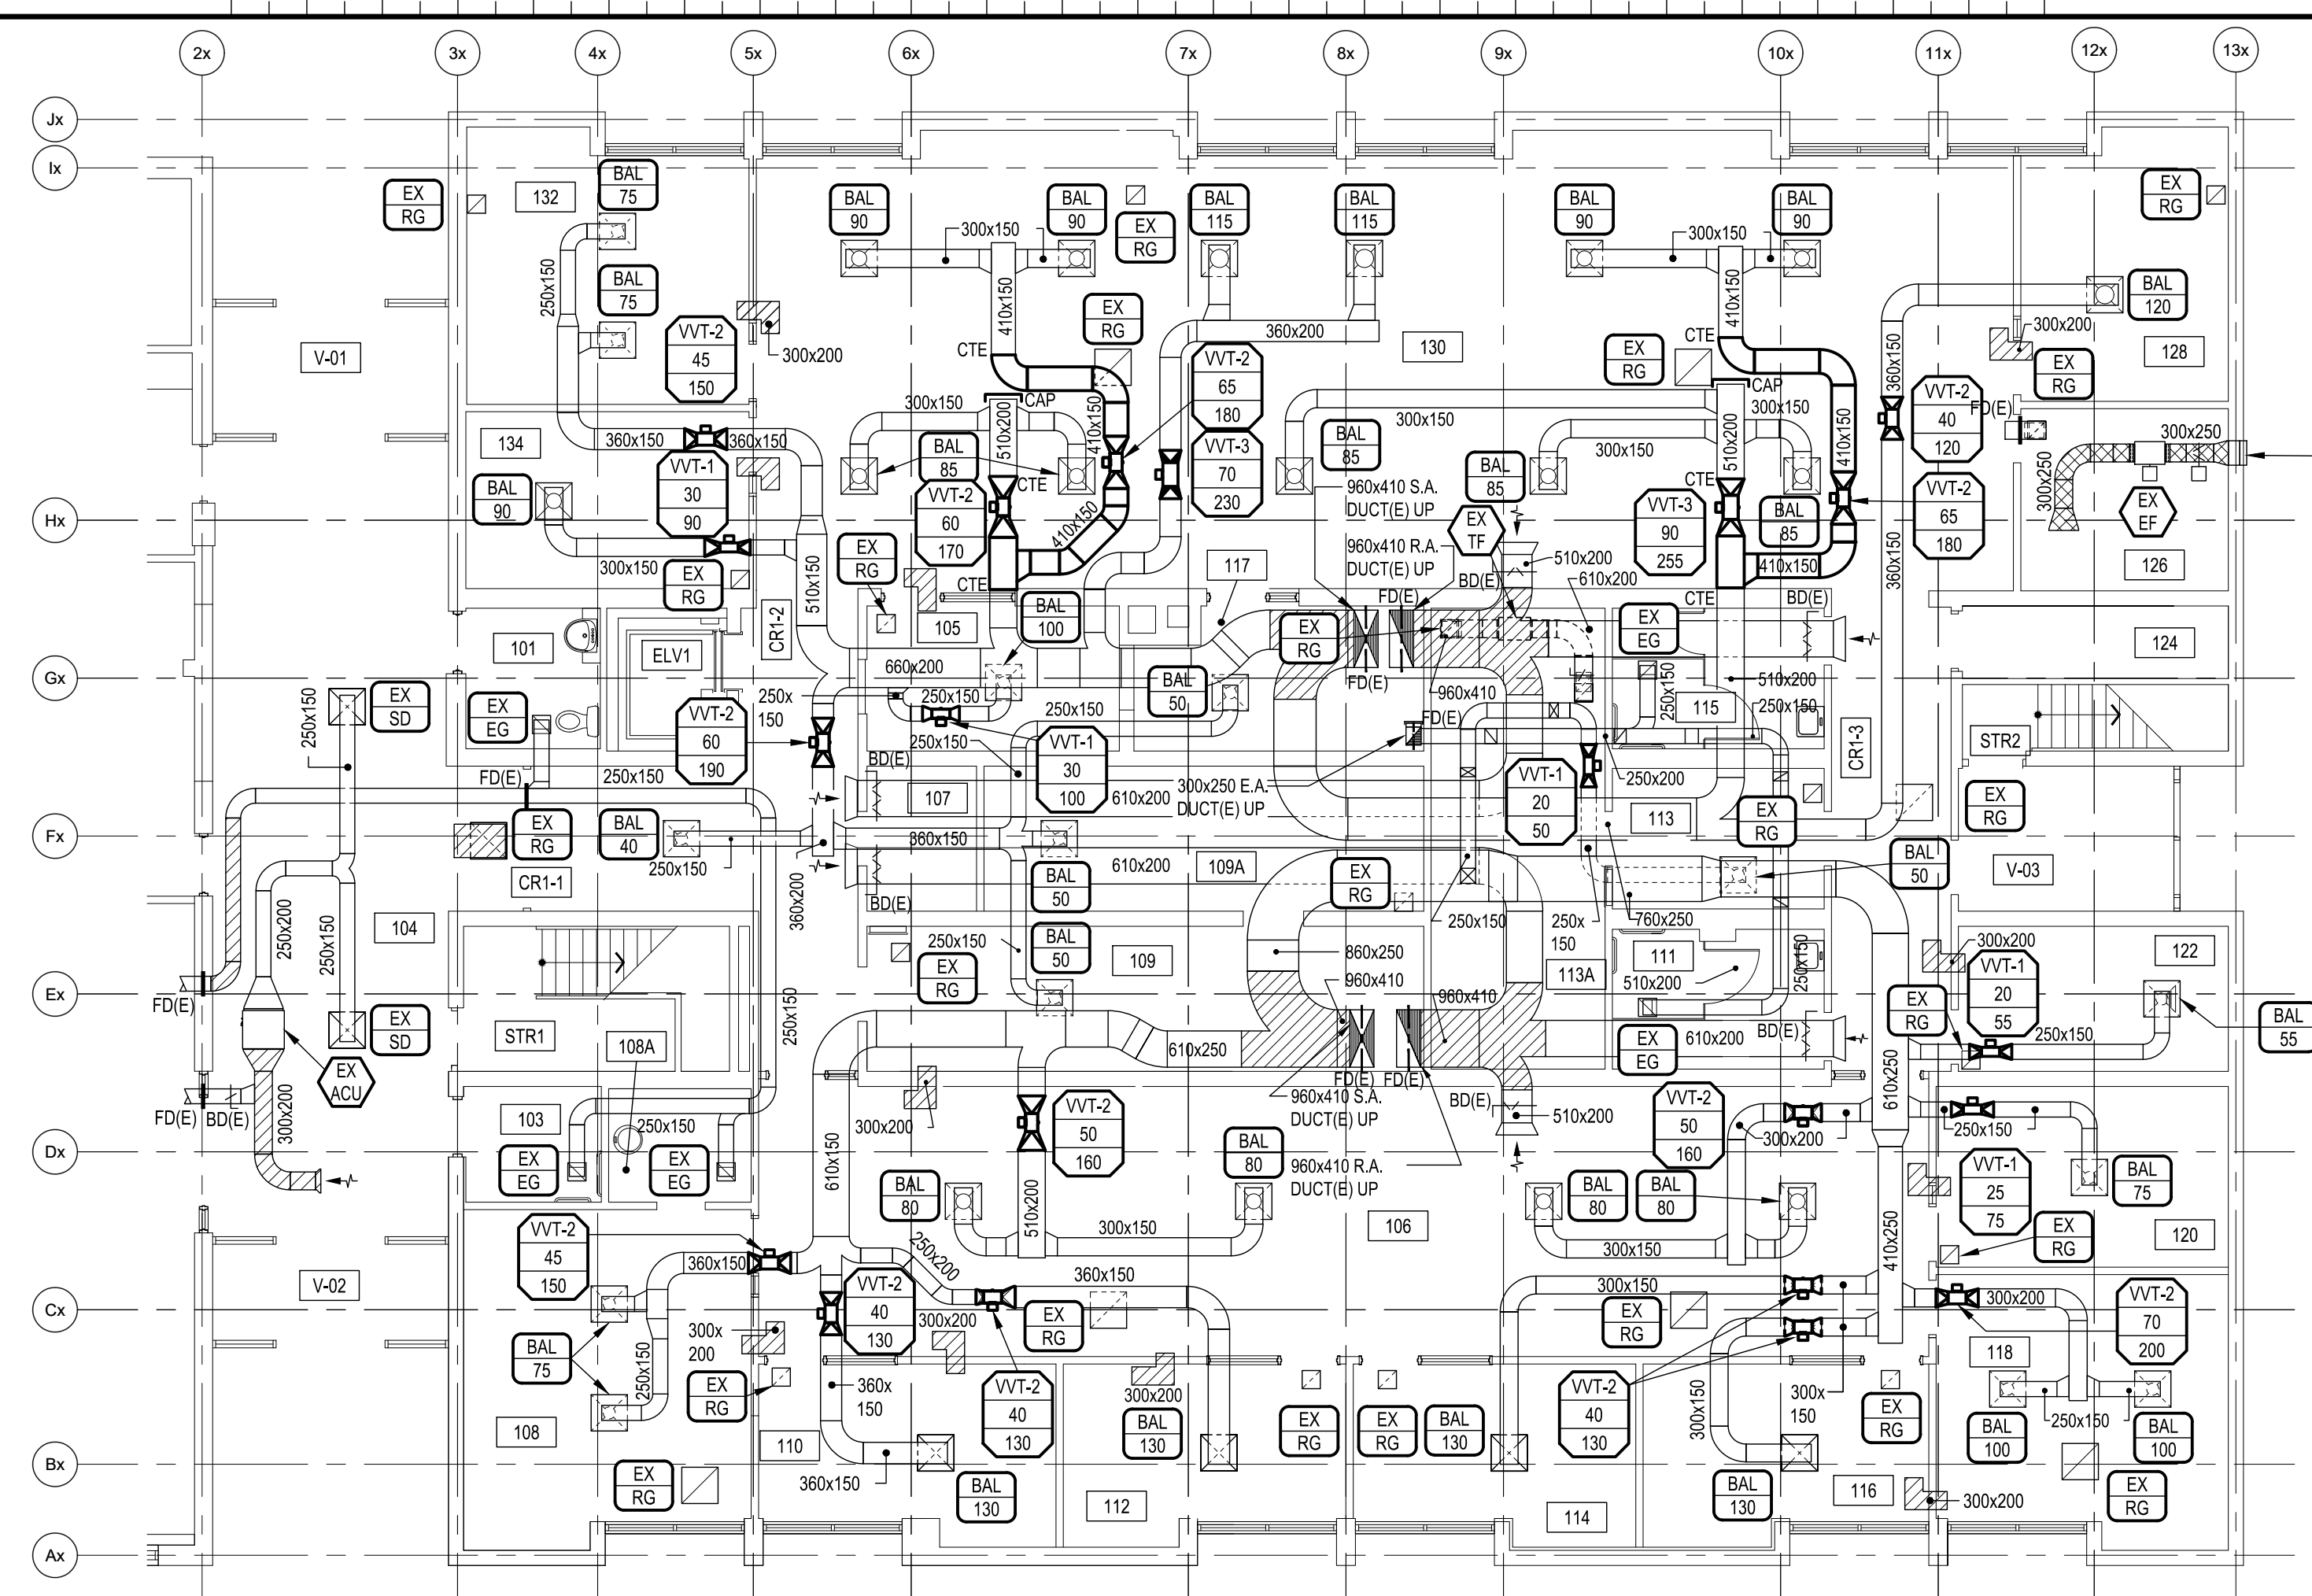 2x 3x 4x 5x 6x 7x 8x 9x 10x 11x 12x 13x
Jx
Ix
EX
RG
132
BAL
75
BAL
90
BAL
90
EX
RG
BAL
115
BAL
115
BAL
90
BAL
90
EX
RG
300x150
300x150
250x150
BAL
75
410x150
EX
RG
410x150
BAL
120
V-01
VVT-2
45
150
300x200
CTE
360x200
130
EX
RG
CTE
300x200
128
EX
RG
VVT-2
65
180
360x150
300x150
CAP
300x150
CAP
300x150
VVT-2
40
120
FD(E)
134
360x150
360x150
510x200
410x150
BAL
85
VVT-3
70
230
BAL
85
300x150
510x200
410x150
300x250
VVT-1
30
90
BAL
90
CTE
BAL
85
CTE
VVT-2
60
170
960x410 S.A.
DUCT(E) UP
VVT-3
90
255
BAL
85
VVT-2
65
180
300x250
EX
EF
Hx
410x150
EX
TF
300x150
EX
RG
EX
RG
960x410 R.A.
DUCT(E) UP
510x200
610x200
BD(E)
410x150
360x150
126
117
CTE
FD(E)
CTE
BD(E)
510x150
CR1-2
105
BAL
100
EX
RG
EX
EG
101
ELV1
124
660x200
Gx
FD(E)
250x150
EX
SD
EX
EG
250x
150
250x150
BAL
50
960x410
250x150
510x200
115
250x150
250x150
VVT-2
60
190
250x150
FD(E)
CR1-3
STR2
250x150
BD(E)
VVT-1
30
100
FD(E)
250x150
107
610x200
300x250 E.A.
DUCT(E) UP
VVT-1
20
50
250x200
113
EX
RG
EX
RG
Fx
EX
RG
BAL
40
360x150
250x150
610x200
109A
EX
RG
BAL
50
V-03
CR1-1
BAL
50
BD(E)
104
250x200
250x150
360x200
250x150
BAL
50
250x150
250x
150
760x250
860x250
109
EX
RG
111
300x200
122
113A
510x200
250x150
VVT-1
20
55
960x410
960x410
Ex
FD(E)
EX
SD
STR1
250x150
EX
RG
BAL
55
108A
610x250
610x200
BD(E)
250x150
EX
EG
EX
ACU
FD(E) FD(E)
FD(E) BD(E)
300x200
103
250x150
300x200
VVT-2
50
160
960x410 S.A.
DUCT(E) UP
BD(E)
510x200
VVT-2
50
160
300x200
610x250
250x150
Dx
EX
EG
EX
EG
610x150
BAL
80
960x410 R.A.
DUCT(E) UP
VVT-1
25
75
BAL
75
BAL
80
510x200
BAL
80
BAL
80
106
EX
RG
120
VVT-2
45
150
360x150
250x200
300x150
300x150
410x250
V-02
360x150
300x150
Cx
VVT-2
40
130
300x200
EX
RG
EX
RG
300x200
VVT-2
70
200
300x
200
BAL
75
250x150
118
EX
RG
360x
150
VVT-2
40
130
300x200
VVT-2
40
130
300x
150
300x150
EX
RG
250x150
108
110
BAL
130
EX
RG
EX
RG
BAL
130
BAL
100
BAL
100
Bx
EX
RG
360x150
BAL
130
112
114
BAL
130
116
300x200
EX
RG
Ax